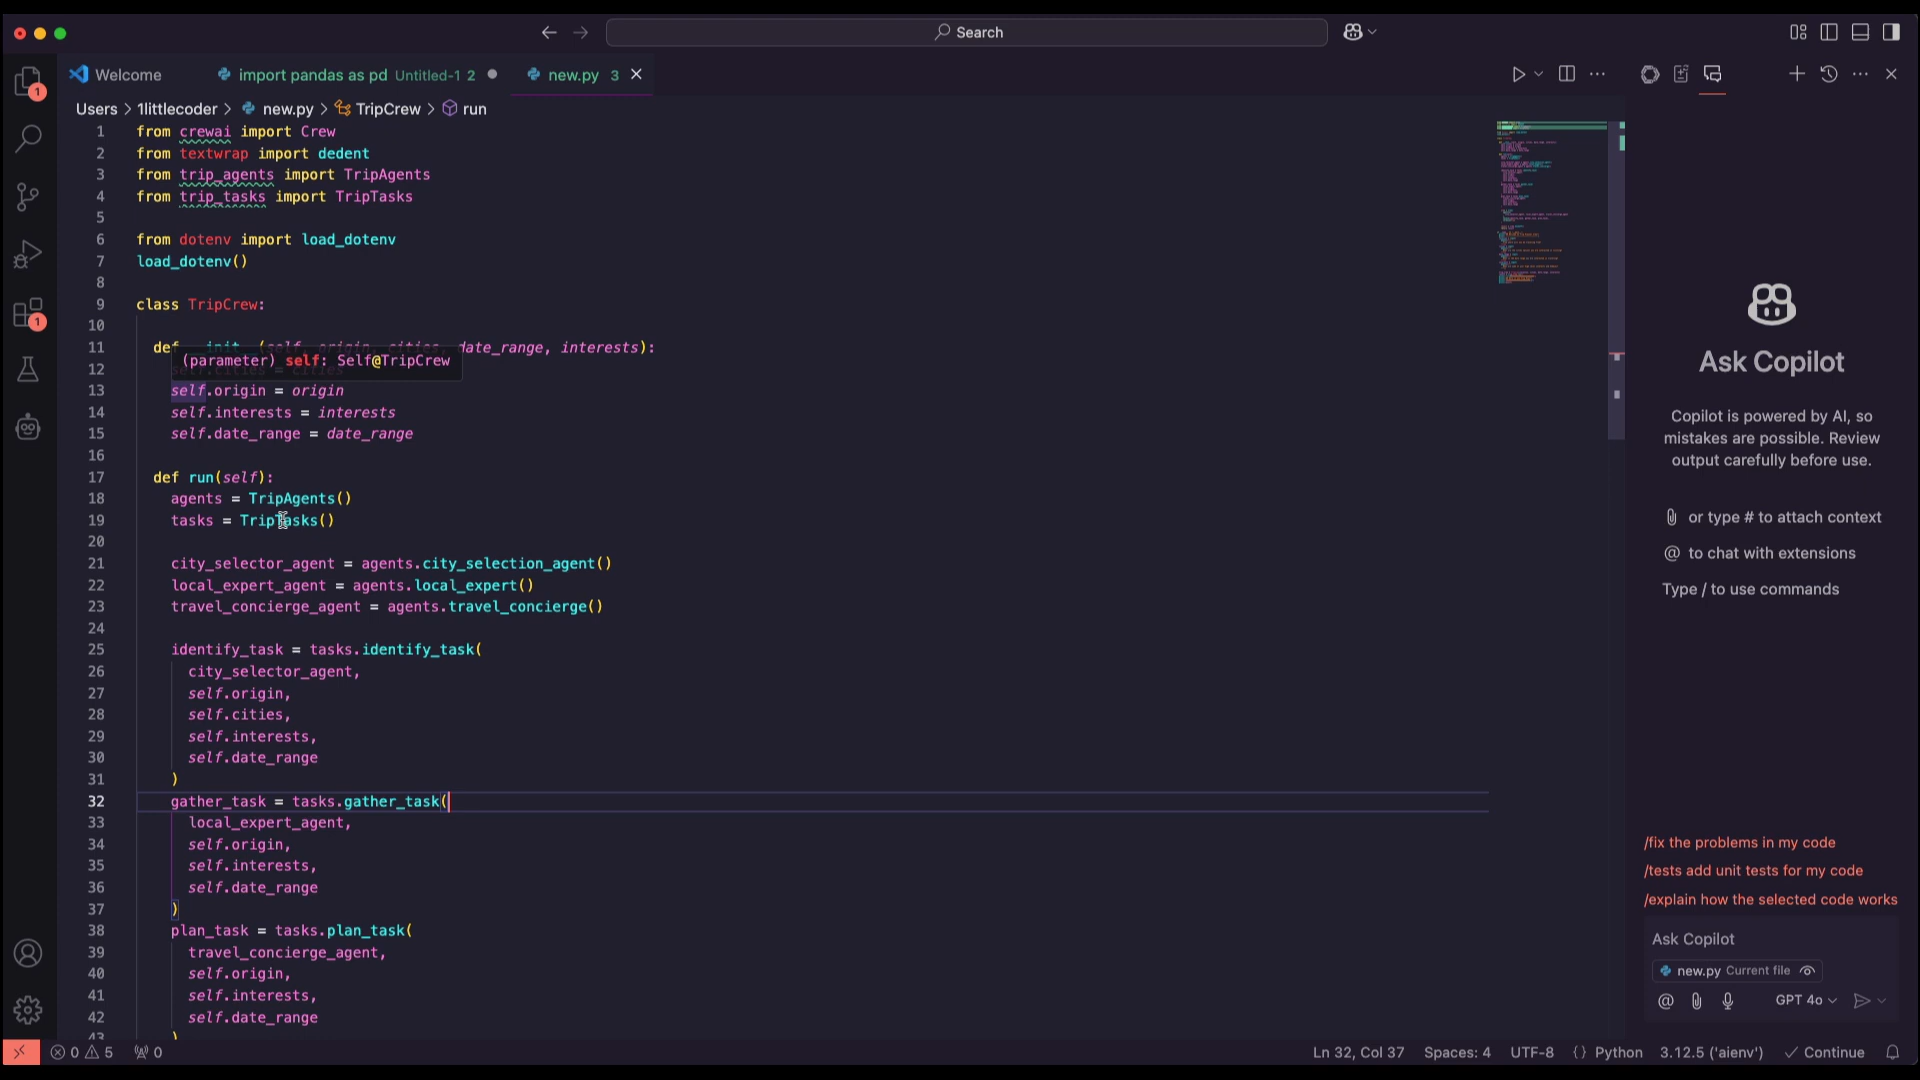 Search
Welcome
import pandas as pd Untitled-1 2
new.py 3
Users > 1littlecoder > new.py > TripCrew > run
1 from crewai import Crew
2 from textwrap import dedent
3 from trip_agents import TripAgents
4 from trip_tasks import TripTasks
5
6 from dotenv import load_dotenv
7 load_dotenv()
8
9 class TripCrew:
10
11 def __init__(self, origin, cities, date_range, interests):
(parameter) self: Self@TripCrew
12 self.cities = cities
13 self.origin = origin
14 self.interests = interests
15 self.date_range = date_range
16
17 def run(self):
18 agents = TripAgents()
19 tasks = TripTasks()
20
21 city_selector_agent = agents.city_selection_agent()
22 local_expert_agent = agents.local_expert()
23 travel_concierge_agent = agents.travel_concierge()
24
25 identify_task = tasks.identify_task(
26 city_selector_agent,
27 self.origin,
28 self.cities,
29 self.interests,
30 self.date_range
31 )
32 gather_task = tasks.gather_task(
33 local_expert_agent,
34 self.origin,
35 self.interests,
36 self.date_range
37 )
38 plan_task = tasks.plan_task(
39 travel_concierge_agent,
40 self.origin,
41 self.interests,
42 self.date_range
43 )
1
1
Ask Copilot
Copilot is powered by AI, so
mistakes are possible. Review
output carefully before use.
or type # to attach context
@ to chat with extensions
Type / to use commands
/fix the problems in my code
/tests add unit tests for my code
/explain how the selected code works
Ask Copilot
new.py Current file
@ GPT 4o
0 5 0
Ln 32, Col 37 Spaces: 4 UTF-8 {} Python 3.12.5 ('aienv') Continue